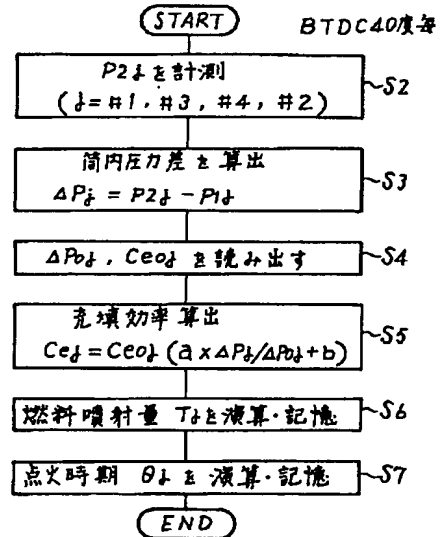 START
BTDC40度毎
P2jを計測
(j=#1, #3, #4, #2)
~S2
筒内圧力差を算出
ΔPj = P2j - P1j
~S3
ΔPoj, Ceojを読み出す
~S4
充填効率算出
Cej=Ceoj(a×ΔPj/ΔPoj+b)
~S5
燃料噴射量 Tjを演算・記憶
~S6
点火時期 θjを演算・記憶
~S7
END